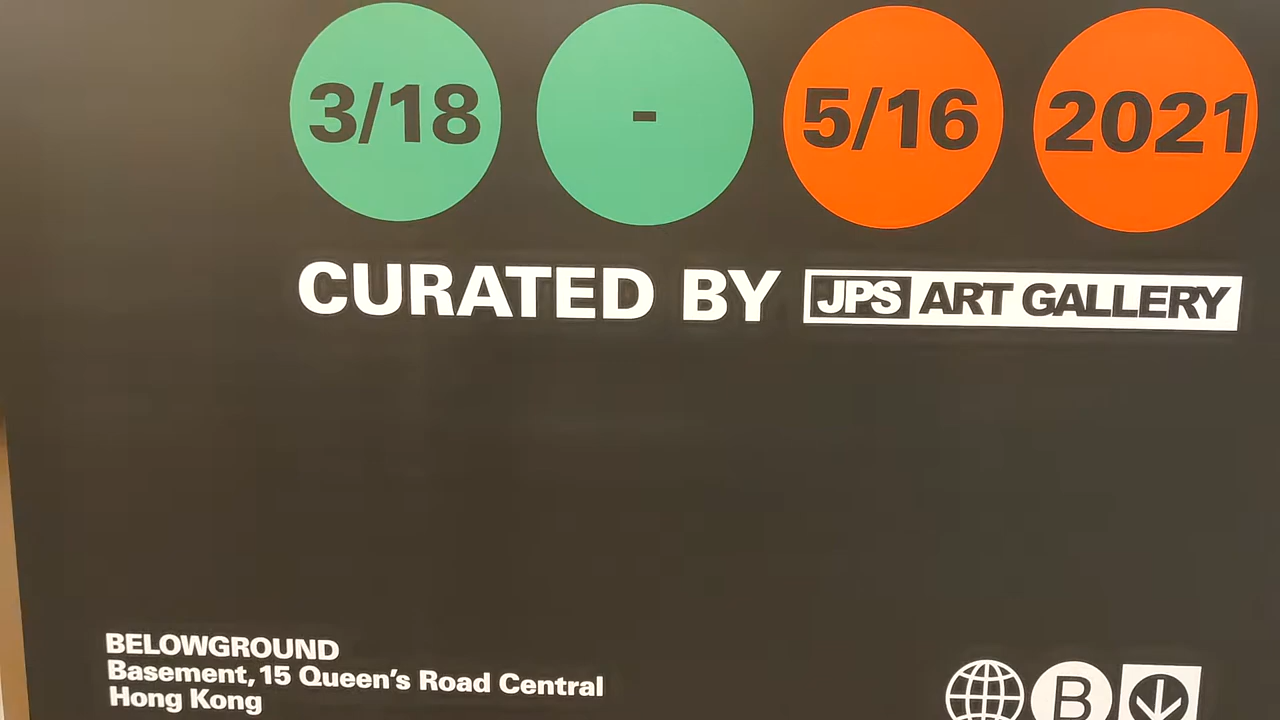 3/18 - 5/16 2021
CURATED BY JPS ART GALLERY
BELOWGROUND
Basement, 15 Queen's Road Central
Hong Kong
B